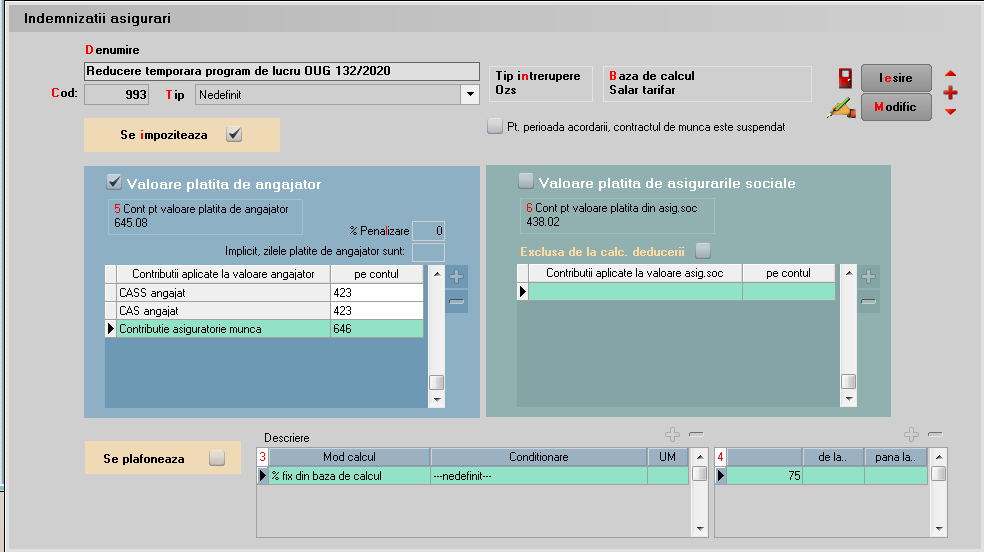 Indemnizatii asigurari
Denumire
Reducere temporara program de lucru OUG 132/2020
Cod: 993 Tip Nedefinit
Tip intrerupere
Ozs
Baza de calcul
Salar tarifar
Iesire
Modific
Se impoziteaza
Pt. perioada acordarii, contractul de munca este suspendat
Valoare platita de angajator
5 Cont pt valoare platita de angajator
645.08
% Penalizare 0
Implicit, zilele platite de angajator sunt:
Contributii aplicate la valoare angajator pe contul
CASS angajat 423
CAS angajat 423
Contributie asiguratorie munca 646
Valoare platita de asigurarile sociale
6 Cont pt valoare platita din asig.soc
438.02
Exclusa de la calc. deducerii
Contributii aplicate la valoare asig.soc pe contul
Se plafoneaza
Descriere
3 Mod calcul Conditionare UM
% fix din baza de calcul ---nedefinit---
4 de la.. pana la..
75